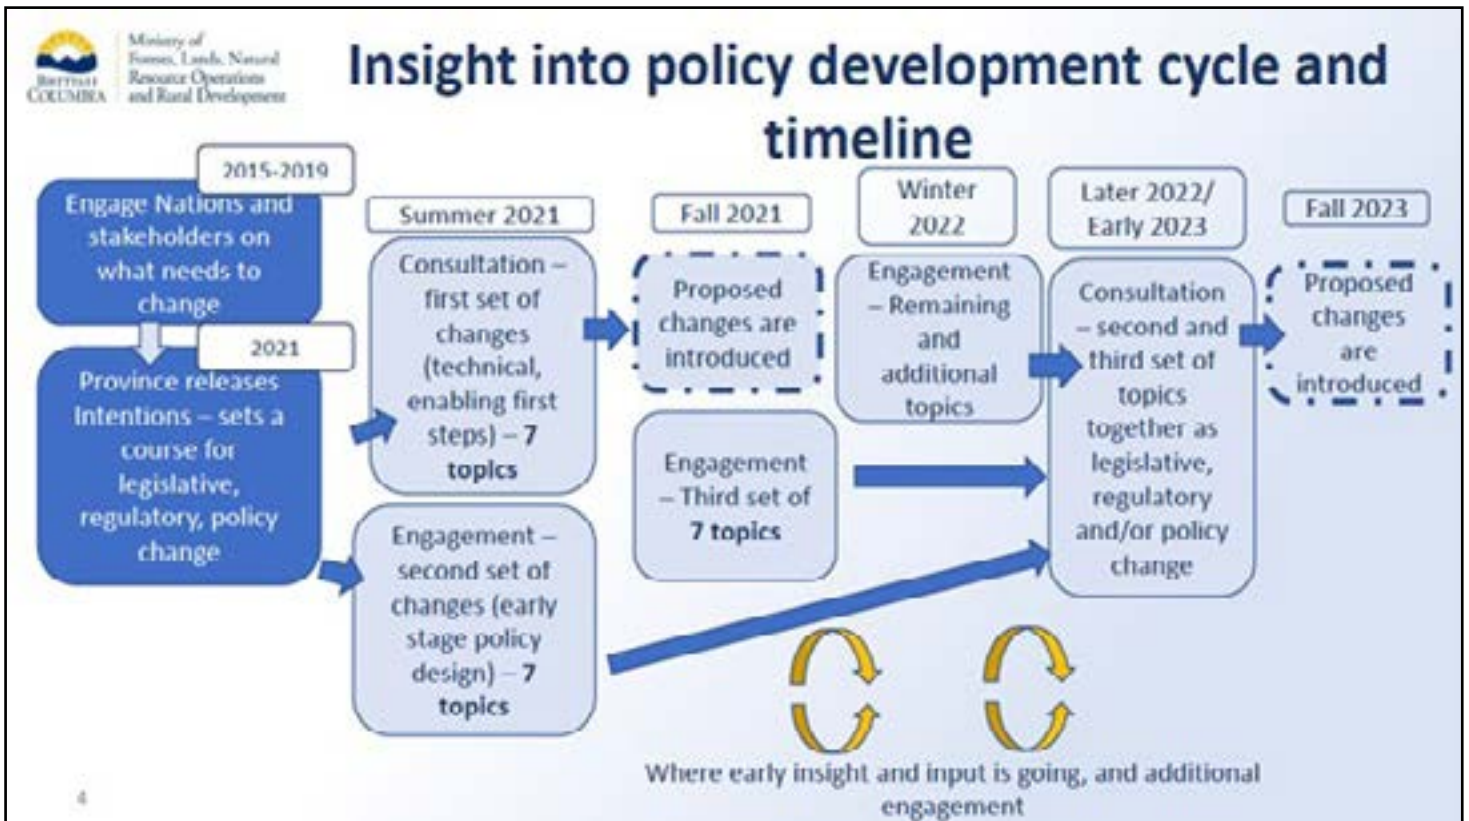 BRITISH
COLUMBIA
Ministry of
Forests, Lands, Natural
Resource Operations
and Rural Development
Insight into policy development cycle and
timeline
2015-2019
Engage Nations and
stakeholders on
what needs to
change
2021
Province releases
Intentions – sets a
course for
legislative,
regulatory, policy
change
Summer 2021
Consultation –
first set of
changes
(technical,
enabling first
steps) – 7
topics
Engagement –
second set of
changes (early
stage policy
design) – 7
topics
Fall 2021
Proposed
changes are
introduced
Engagement
– Third set of
7 topics
Winter
2022
Engagement
– Remaining
and
additional
topics
Later 2022/
Early 2023
Consultation
– second and
third set of
topics
together as
legislative,
regulatory
and/or policy
change
Fall 2023
Proposed
changes
are
introduced
Where early insight and input is going, and additional
engagement
4